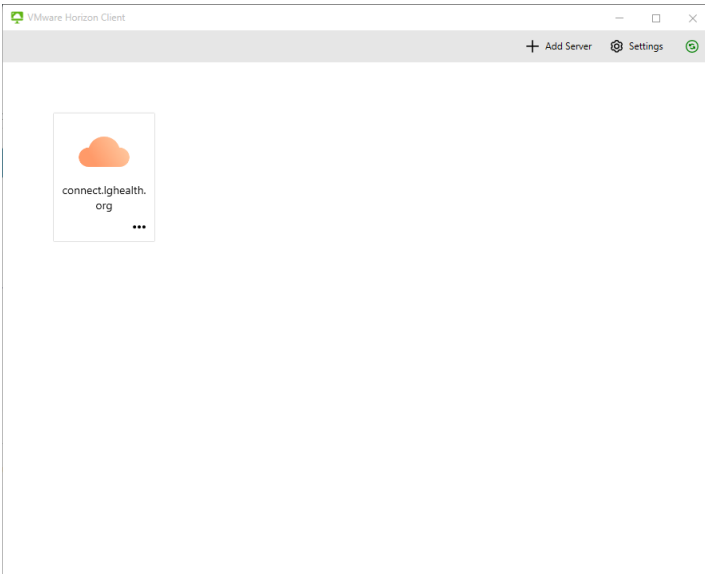 VMware Horizon Client
Add Server
Settings
connect.lghealth.
org